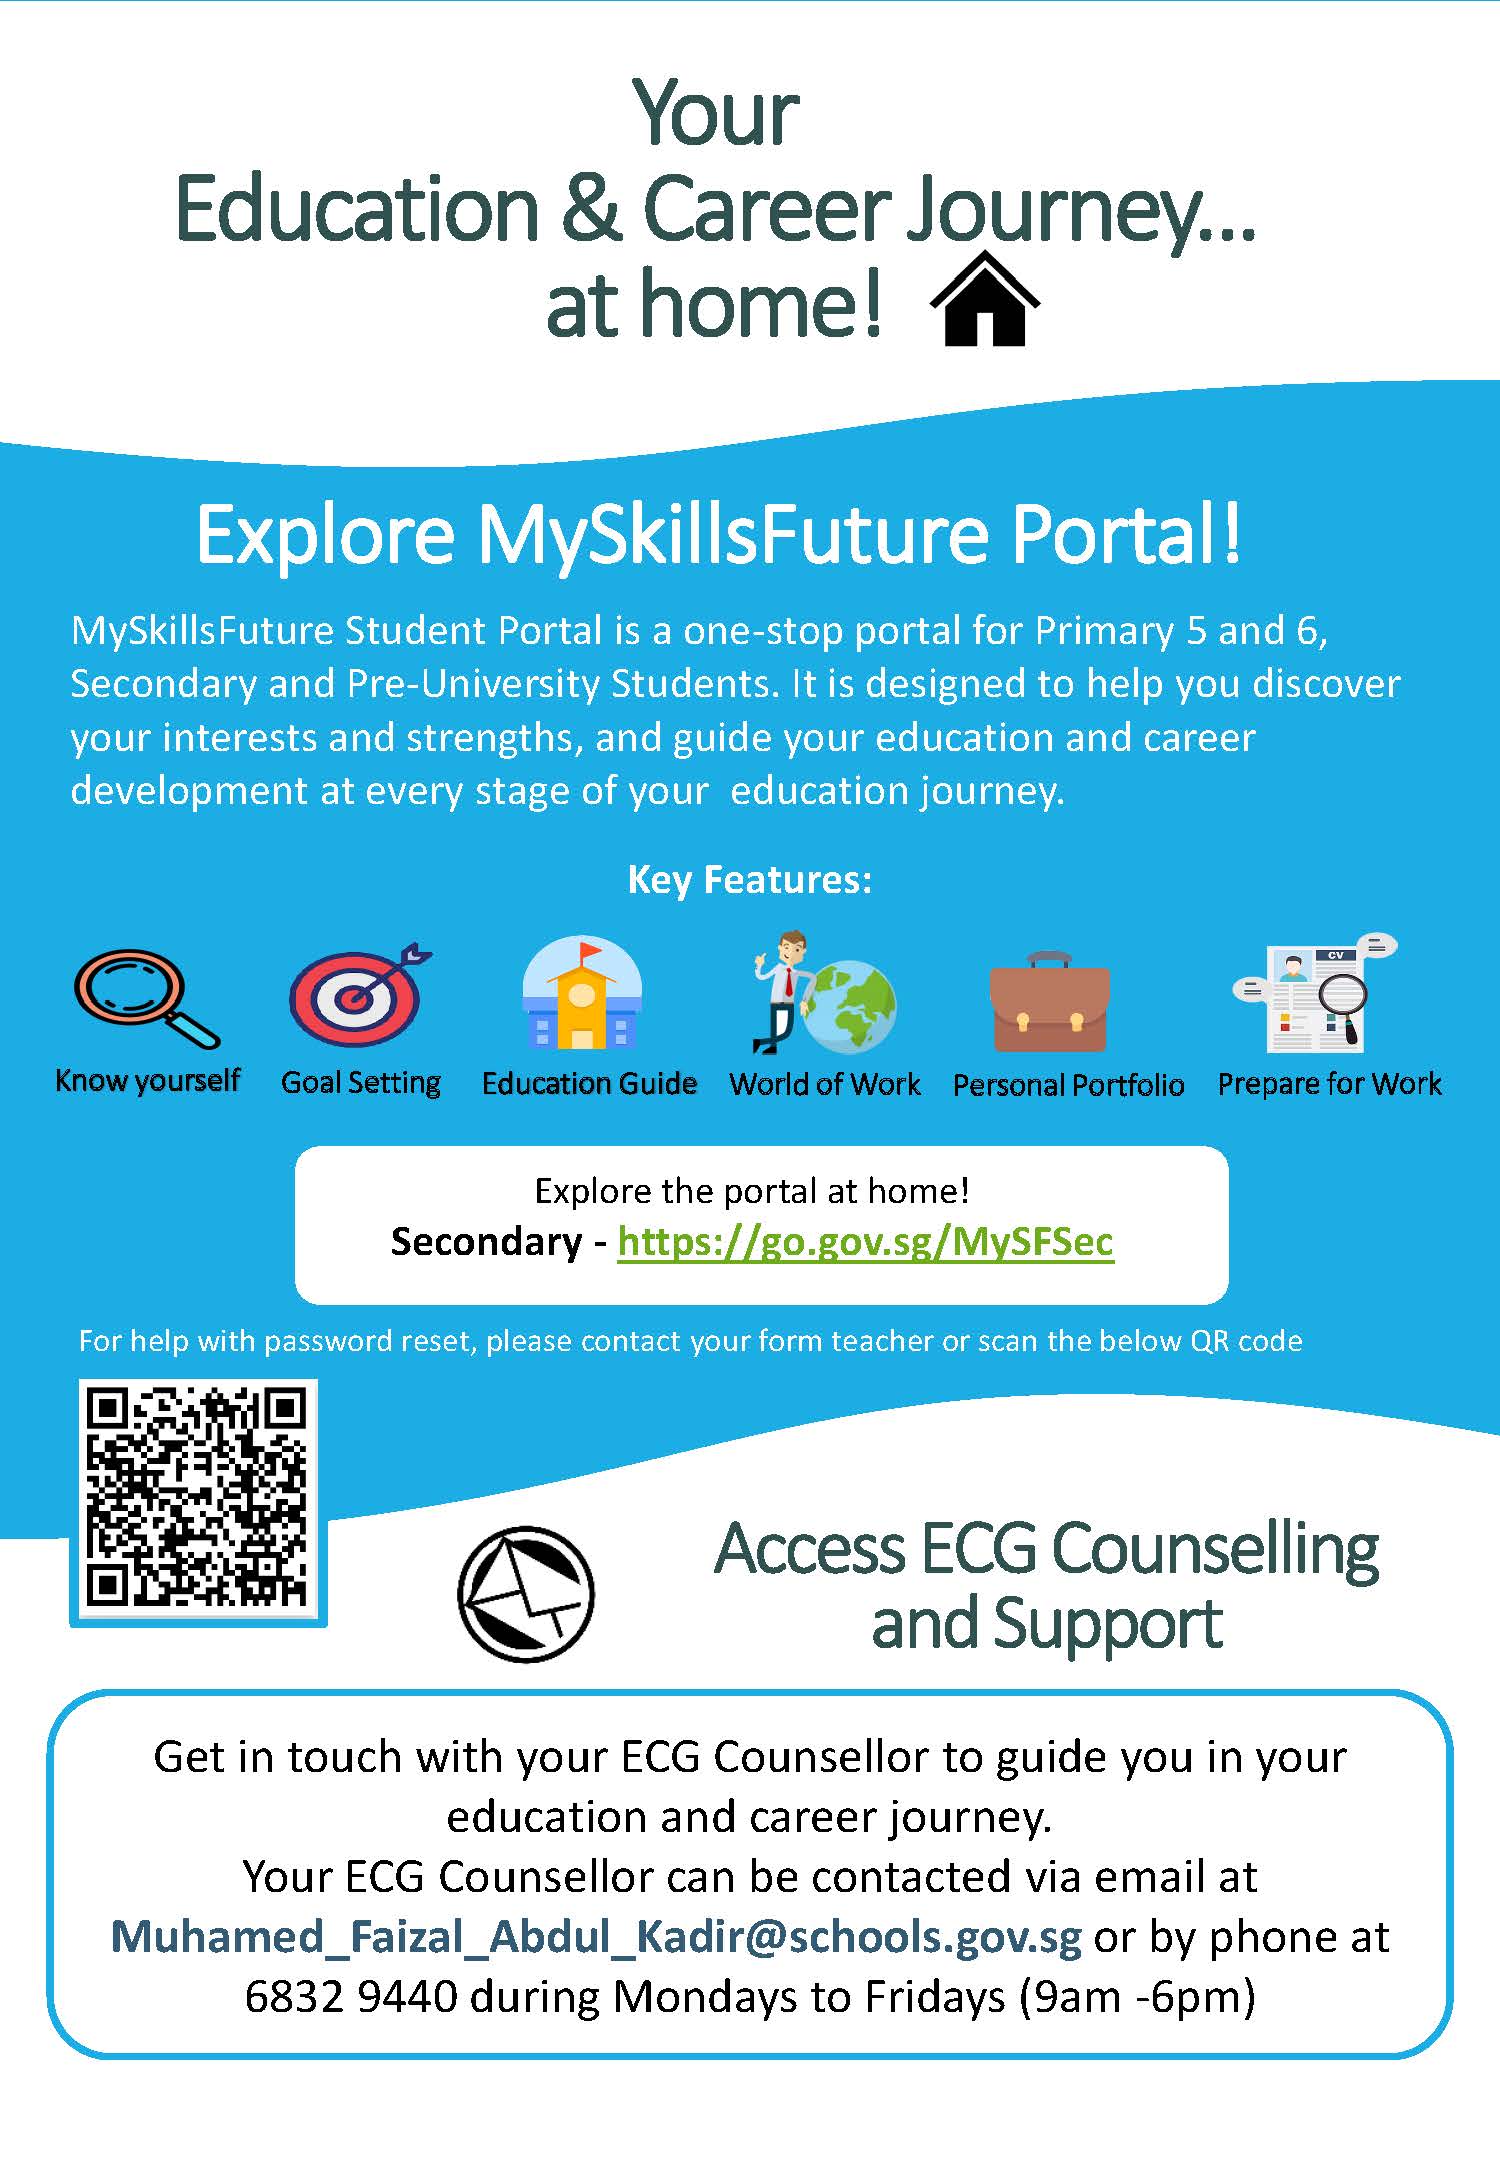 Your
Education & Career Journey...
at home!
Explore MySkillsFuture Portal!
MySkillsFuture Student Portal is a one-stop portal for Primary 5 and 6,
Secondary and Pre-University Students. It is designed to help you discover
your interests and strengths, and guide your education and career
development at every stage of your  education journey.
Key Features:
CV
Know yourself
Goal Setting
Education Guide
World of Work
Personal Portfolio
Prepare for Work
Explore the portal at home!
Secondary - https://go.gov.sg/MySFSec
For help with password reset, please contact your form teacher or scan the below QR code
Access ECG Counselling
and Support
Get in touch with your ECG Counsellor to guide you in your
education and career journey.
Your ECG Counsellor can be contacted via email at
Muhamed_Faizal_Abdul_Kadir@schools.gov.sg or by phone at
6832 9440 during Mondays to Fridays (9am -6pm)